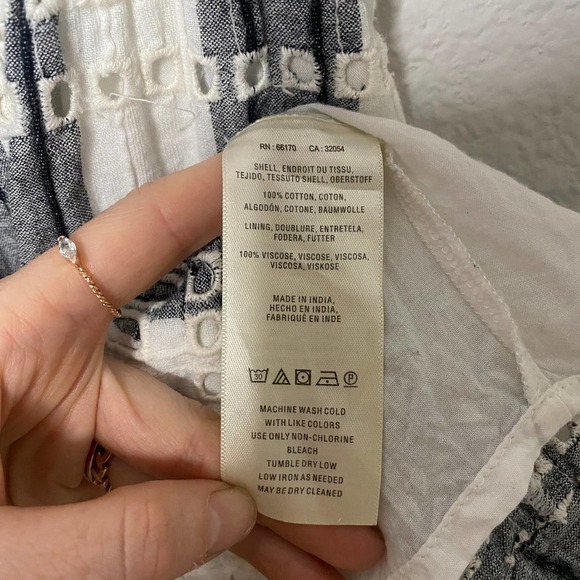 RN : 66170 CA : 32054
SHELL, ENDROIT DU TISSU,
TEJIDO, TESSUTO SHELL, OBERSTOFF
100% COTTON, COTON,
ALGODÓN, COTONE, BAUMWOLLE
LINING, DOUBLURE, ENTRETELA,
FODERA, FUTTER
100% VISCOSE, VISCOSE, VISCOSA,
VISCOSA, VISKOSE
MADE IN INDIA,
HECHO EN INDIA,
FABRIQUÉ EN INDE
30 P
MACHINE WASH COLD
WITH LIKE COLORS
USE ONLY NON-CHLORINE
BLEACH
TUMBLE DRY LOW
LOW IRON AS NEEDED
MAY BE DRY CLEANED